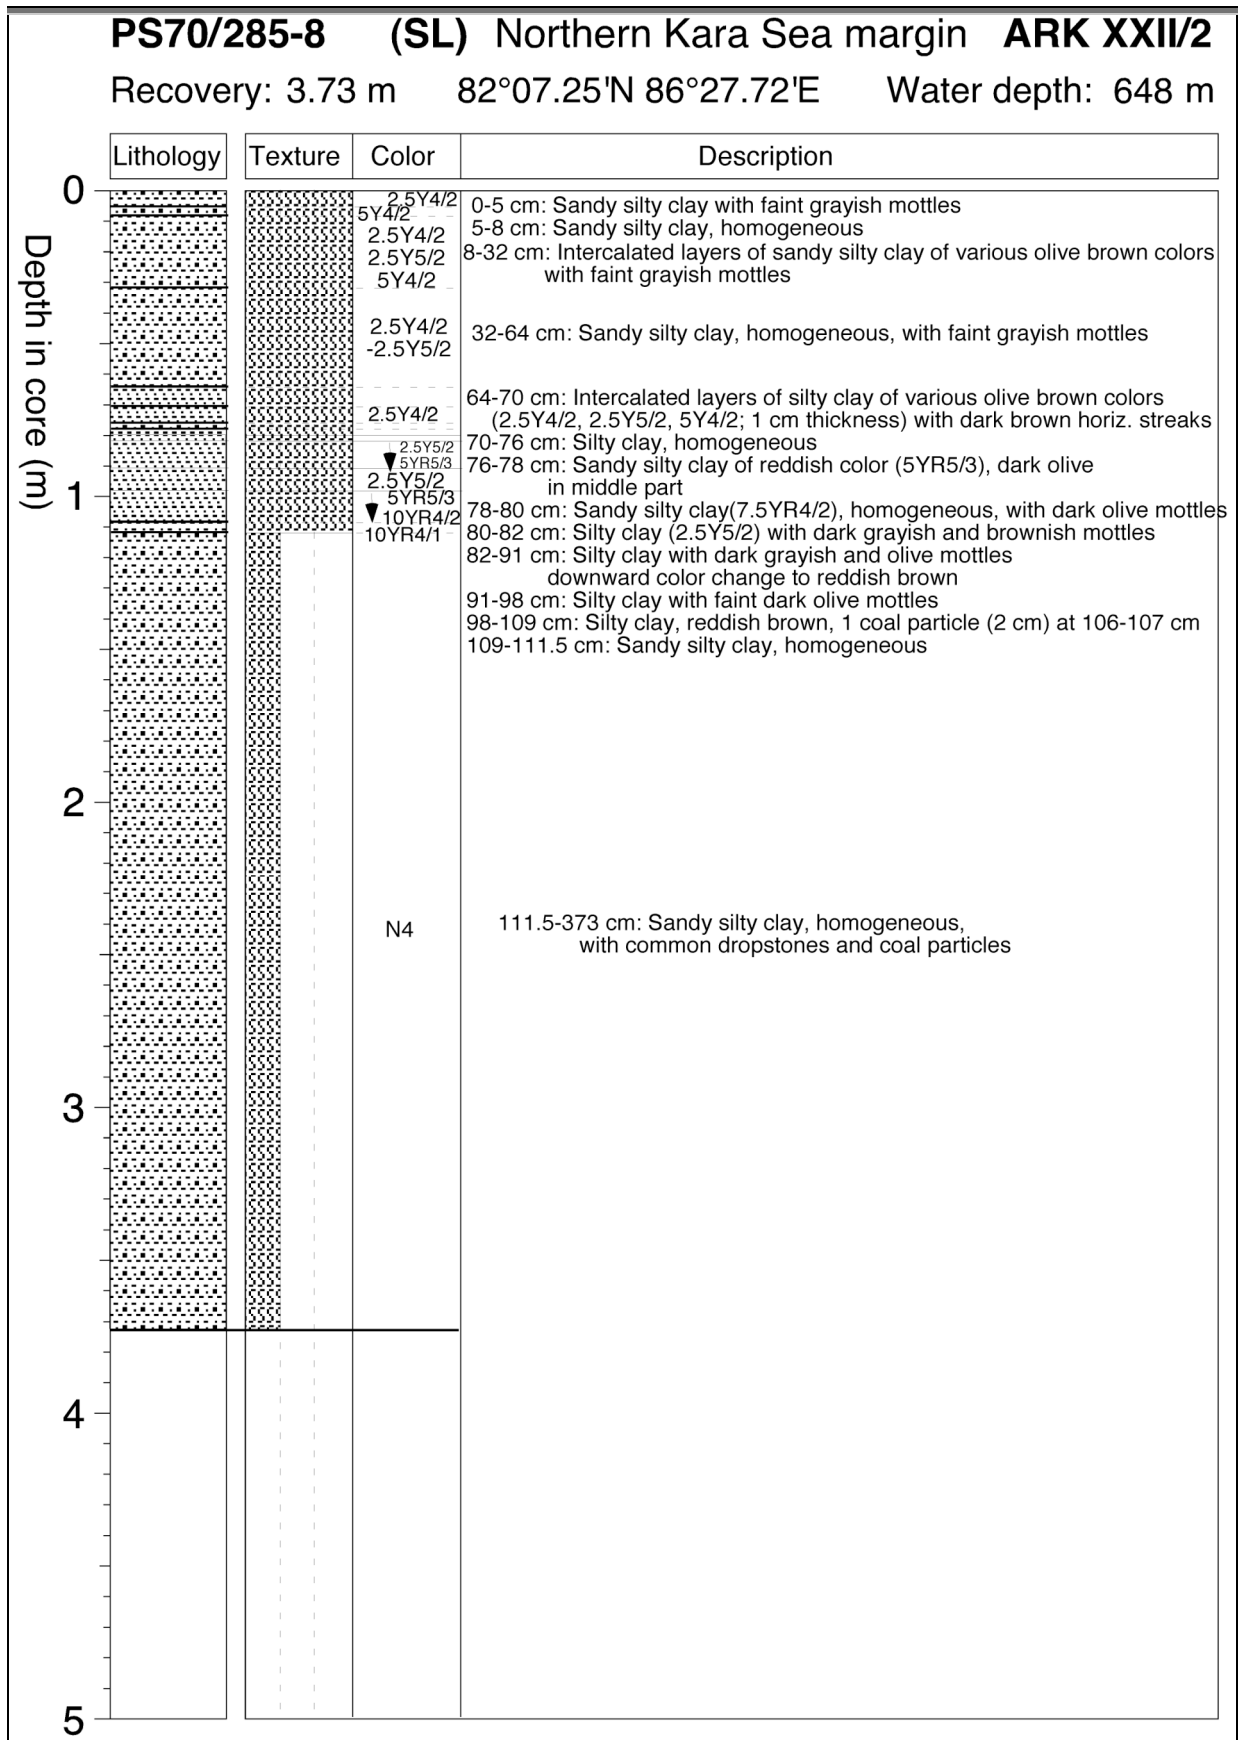 PS70/285-8 (SL) Northern Kara Sea margin ARK XXII/2
Recovery: 3.73 m 82°07.25'N 86°27.72'E Water depth: 648 m
Lithology Texture Color Description
Depth in core (m)
0
1
2
3
4
5
2.5Y4/2
5Y4/2
2.5Y4/2
2.5Y5/2
5Y4/2
2.5Y4/2
-2.5Y5/2
2.5Y4/2
2.5Y5/2
5YR5/3
2.5Y5/2
5YR5/3
10YR4/2
10YR4/1
N4
0-5 cm: Sandy silty clay with faint grayish mottles
5-8 cm: Sandy silty clay, homogeneous
8-32 cm: Intercalated layers of sandy silty clay of various olive brown colors
with faint grayish mottles
32-64 cm: Sandy silty clay, homogeneous, with faint grayish mottles
64-70 cm: Intercalated layers of silty clay of various olive brown colors
(2.5Y4/2, 2.5Y5/2, 5Y4/2; 1 cm thickness) with dark brown horiz. streaks
70-76 cm: Silty clay, homogeneous
76-78 cm: Sandy silty clay of reddish color (5YR5/3), dark olive
in middle part
78-80 cm: Sandy silty clay(7.5YR4/2), homogeneous, with dark olive mottles
80-82 cm: Silty clay (2.5Y5/2) with dark grayish and brownish mottles
82-91 cm: Silty clay with dark grayish and olive mottles
downward color change to reddish brown
91-98 cm: Silty clay with faint dark olive mottles
98-109 cm: Silty clay, reddish brown, 1 coal particle (2 cm) at 106-107 cm
109-111.5 cm: Sandy silty clay, homogeneous
111.5-373 cm: Sandy silty clay, homogeneous,
with common dropstones and coal particles